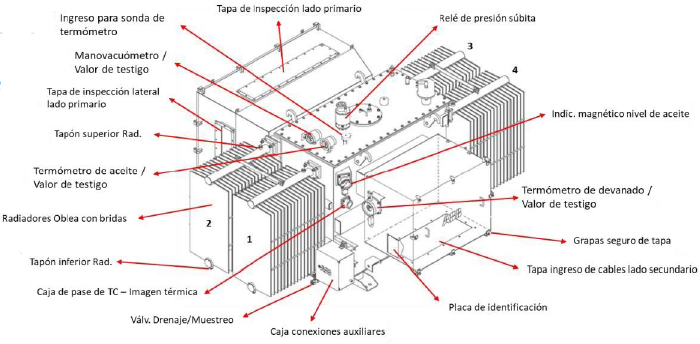 Tapa de Inspección lado primario
Ingreso para sonda de
termómetro
Relé de presión súbita
Manovacuómetro /
Valor de testigo
3
4
Tapa de inspección lateral
lado primario
Indic. magnético nivel de aceite
Tapón superior Rad.
Termómetro de aceite /
Valor de testigo
Termómetro de devanado /
Valor de testigo
Radiadores Oblea con bridas
2
1
Grapas seguro de tapa
Tapón inferior Rad.
Tapa ingreso de cables lado secundario
Caja de pase de TC – Imagen térmica
Placa de identificación
Válv. Drenaje/Muestreo
Caja conexiones auxiliares